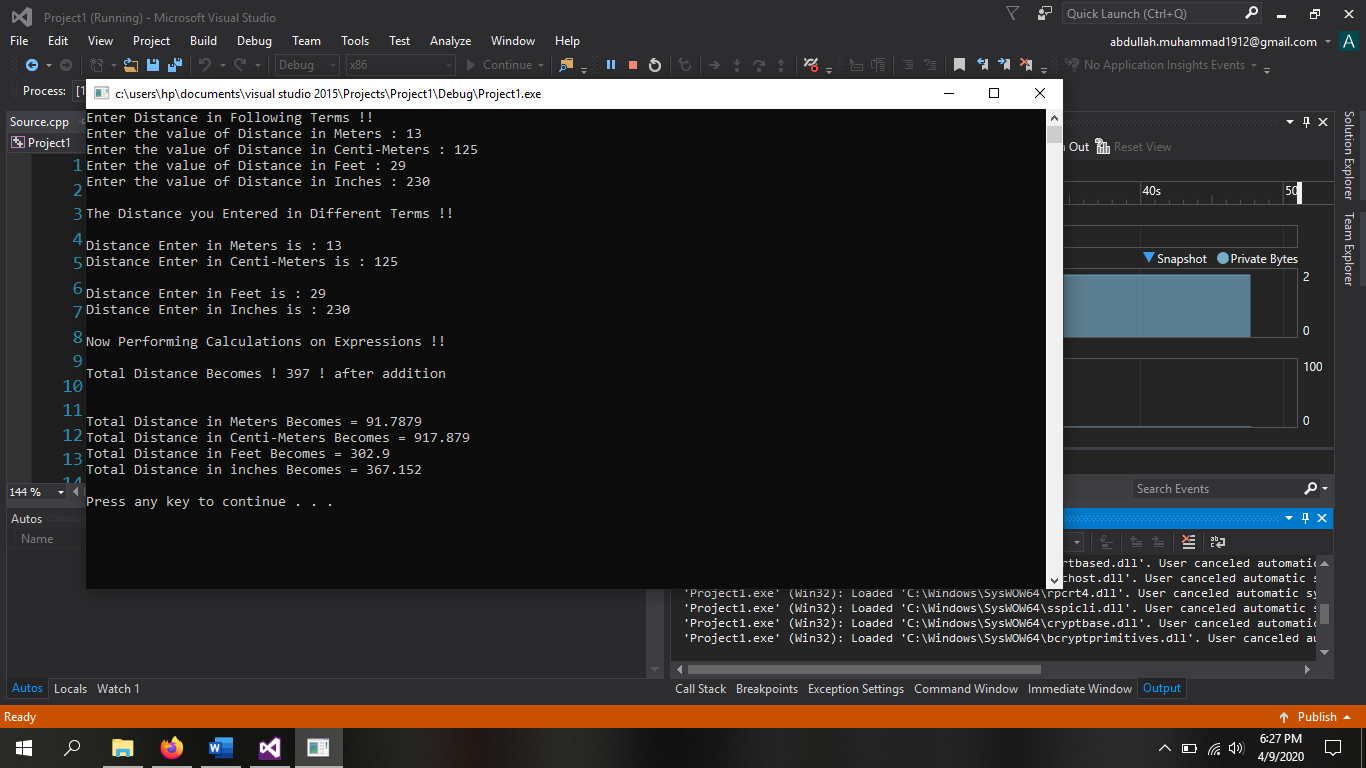 Project1 (Running) - Microsoft Visual Studio
Quick Launch (Ctrl+Q)
File Edit View Project Build Debug Team Tools Test Analyze Window Help
abdullah.muhammad1912@gmail.com A
Debug x86 Continue No Application Insights Events
Process: [1
c:\users\hp\documents\visual studio 2015\Projects\Project1\Debug\Project1.exe
Source.cpp
Project1
Out Reset View
1
2
3
4
5
6
7
8
9
10
11
12
13
14
Enter Distance in Following Terms !!
Enter the value of Distance in Meters : 13
Enter the value of Distance in Centi-Meters : 125
Enter the value of Distance in Feet : 29
Enter the value of Distance in Inches : 230
The Distance you Entered in Different Terms !!
Distance Enter in Meters is : 13
Distance Enter in Centi-Meters is : 125
Distance Enter in Feet is : 29
Distance Enter in Inches is : 230
Now Performing Calculations on Expressions !!
Total Distance Becomes ! 397 ! after addition
Total Distance in Meters Becomes = 91.7879
Total Distance in Centi-Meters Becomes = 917.879
Total Distance in Feet Becomes = 302.9
Total Distance in inches Becomes = 367.152
Press any key to continue . . .
40s 50
Snapshot Private Bytes
2
0
100
0
Solution Explorer
Team Explorer
144 %
Search Events
Autos
Name
rtbased.dll'. User canceled automatic
chost.dll'. User canceled automatic s
'Project1.exe' (Win32): Loaded 'C:\Windows\SysWOW64\rpcrt4.dll'. User canceled automatic sy
'Project1.exe' (Win32): Loaded 'C:\Windows\SysWOW64\sspicli.dll'. User canceled automatic s
'Project1.exe' (Win32): Loaded 'C:\Windows\SysWOW64\cryptbase.dll'. User canceled automatic
'Project1.exe' (Win32): Loaded 'C:\Windows\SysWOW64\bcryptprimitives.dll'. User canceled au
Autos Locals Watch 1
Call Stack Breakpoints Exception Settings Command Window Immediate Window Output
Ready
Publish
6:27 PM
4/9/2020